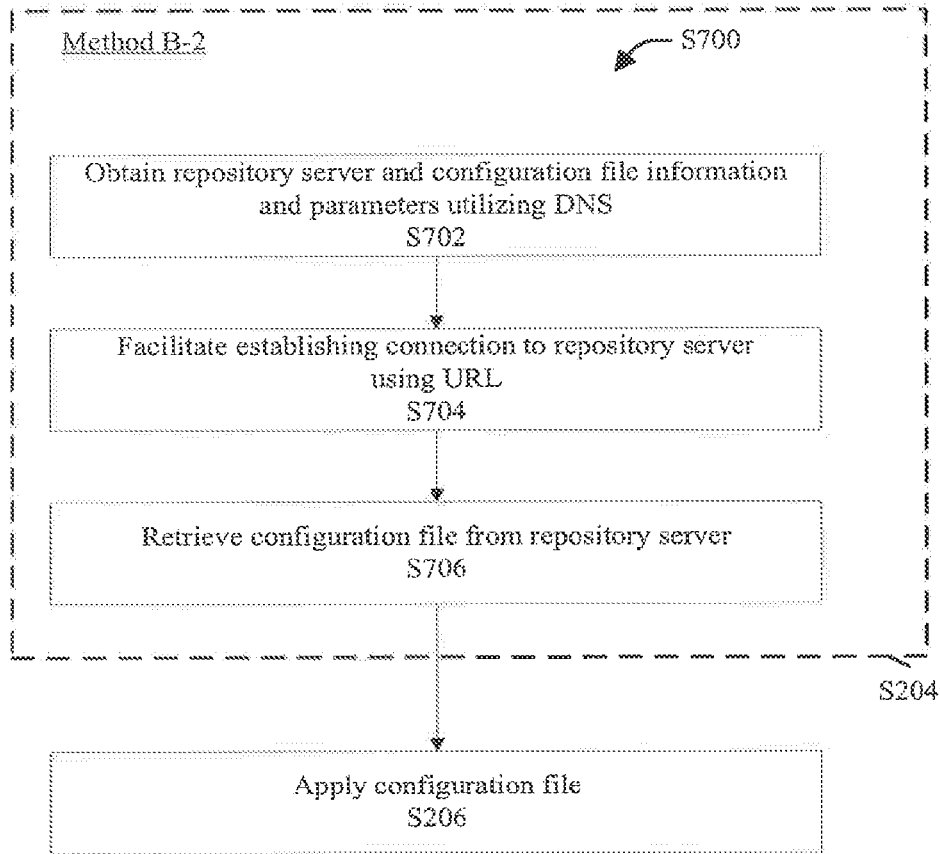 Method B-2
S700
Obtain repository server and configuration file information
and parameters utilizing DNS
S702
Facilitate establishing connection to repository server
using URL
S704
Retrieve configuration file from repository server
S706
S204
Apply configuration file
S206